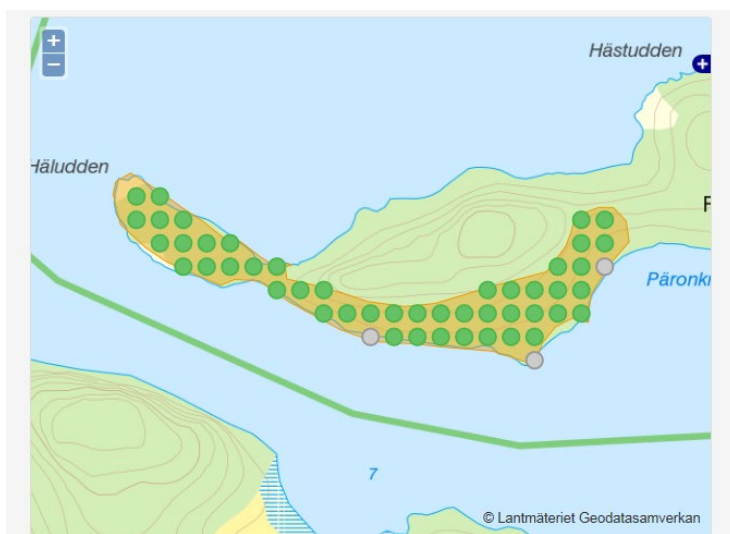 +
−
Hästudden
+
Häludden
F
Päronk
7
© Lantmäteriet Geodatasamverkan